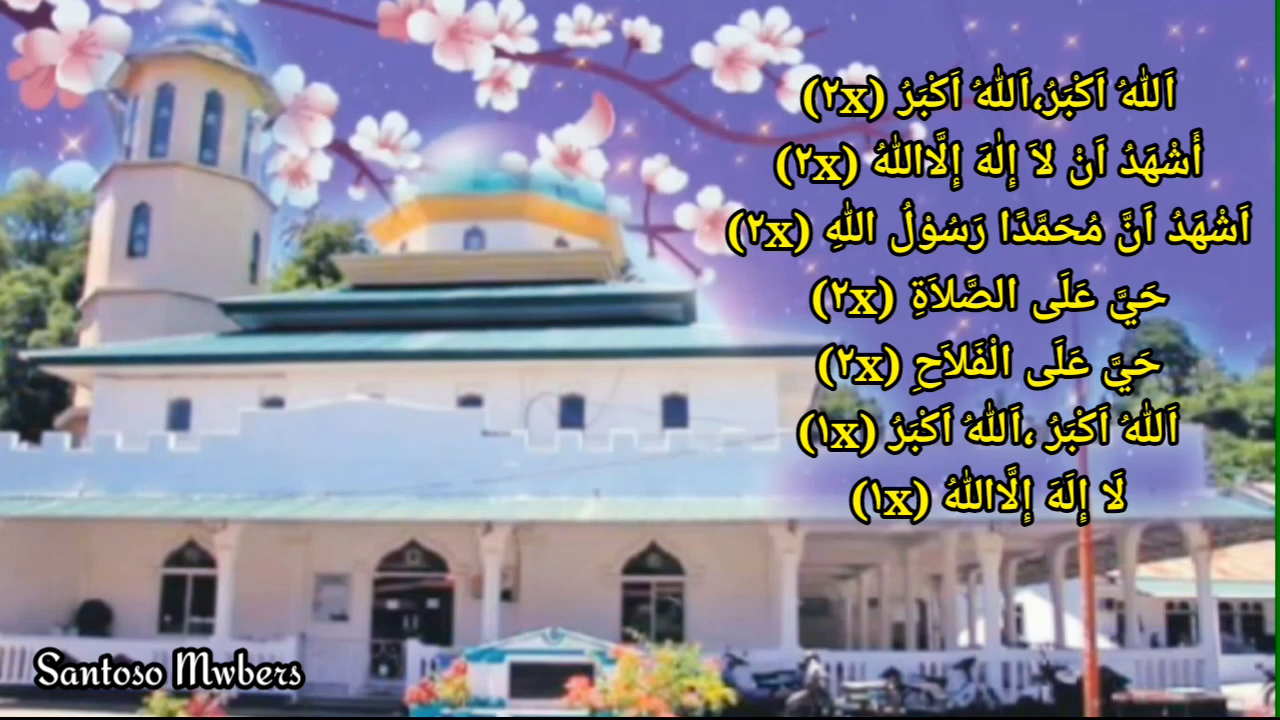 اَللّٰهُ اَكْبَرُ،اَللّٰهُ اَكْبَرُ (٢x)
أَشْهَدُ اَنْ لاَ إِلٰهَ إِلَّااللّٰهُ (٢x)
اَشْهَدُ اَنَّ مُحَمَّدًا رَسُوْلُ اللّٰهِ (٢x)
حَيَّ عَلَى الصَّلاَةِ (٢x)
حَيَّ عَلَى الْفَلاَحِ (٢x)
اَللّٰهُ اَكْبَرُ ،اَللّٰهُ اَكْبَرُ (١x)
لَا إِلَهَ إِلَّااللّٰهُ (١x)
Santoso Mwbers